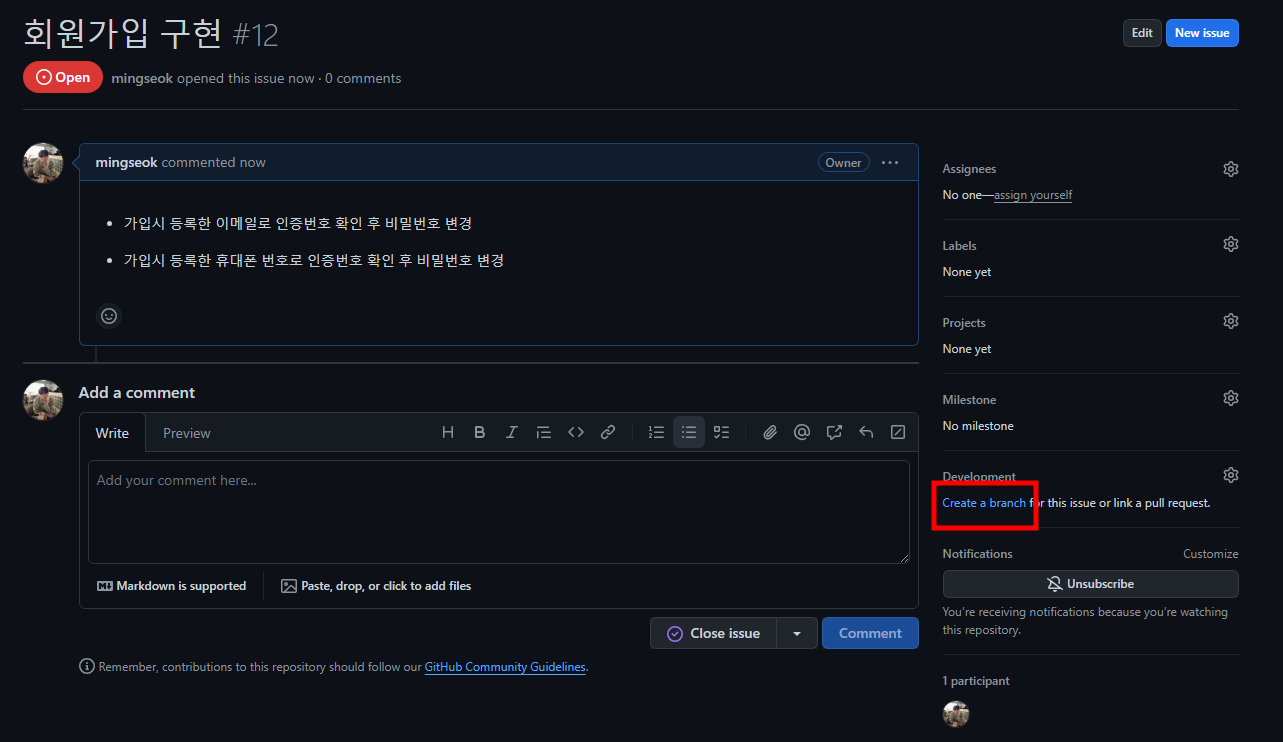 회원가입 구현 #12
Edit
New issue
Open
mingseok opened this issue now · 0 comments
mingseok commented now
Owner
가입시 등록한 이메일로 인증번호 확인 후 비밀번호 변경
가입시 등록한 휴대폰 번호로 인증번호 확인 후 비밀번호 변경
Add a comment
Write
Preview
Add your comment here...
Markdown is supported
Paste, drop, or click to add files
Close issue
Comment
Remember, contributions to this repository should follow our GitHub Community Guidelines.
Assignees
No one—assign yourself
Labels
None yet
Projects
None yet
Milestone
No milestone
Development
Create a branch for this issue or link a pull request.
Notifications
Customize
Unsubscribe
You're receiving notifications because you're watching
this repository.
1 participant